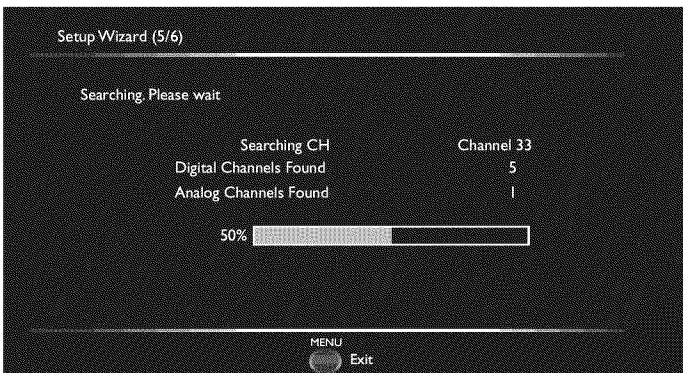 Setup Wizard (5/6)
Searching. Please wait
Searching CH Channel 33
Digital Channels Found 5
Analog Channels Found 1
50%
MENU
Exit